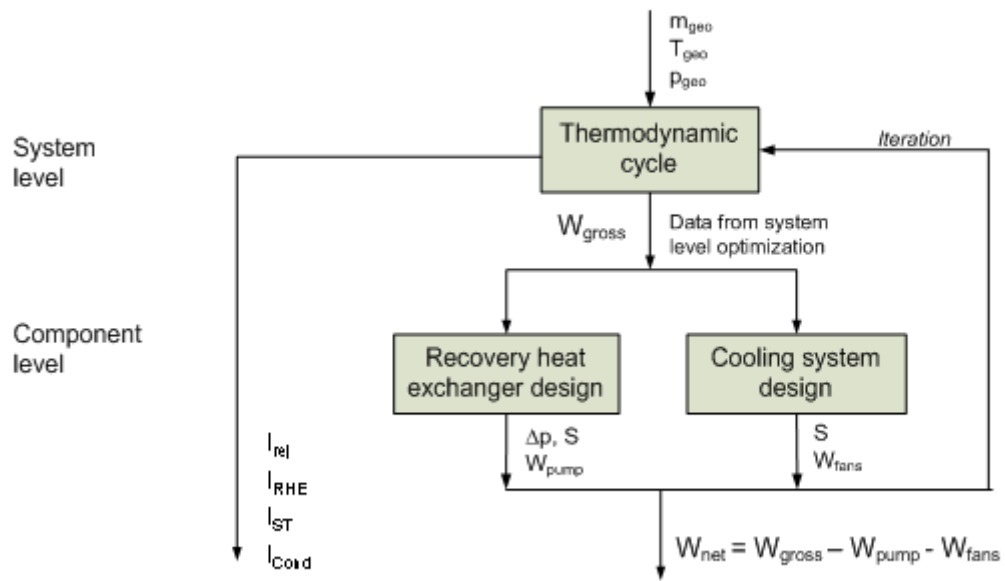 m_geo
T_geo
p_geo
System
level
Thermodynamic
cycle
Iteration
W_gross
Data from system
level optimization
Component
level
Recovery heat
exchanger design
Cooling system
design
Δp, S
W_pump
S
W_fans
I_rej
I_RHE
I_ST
I_Cond
W_net = W_gross – W_pump - W_fans